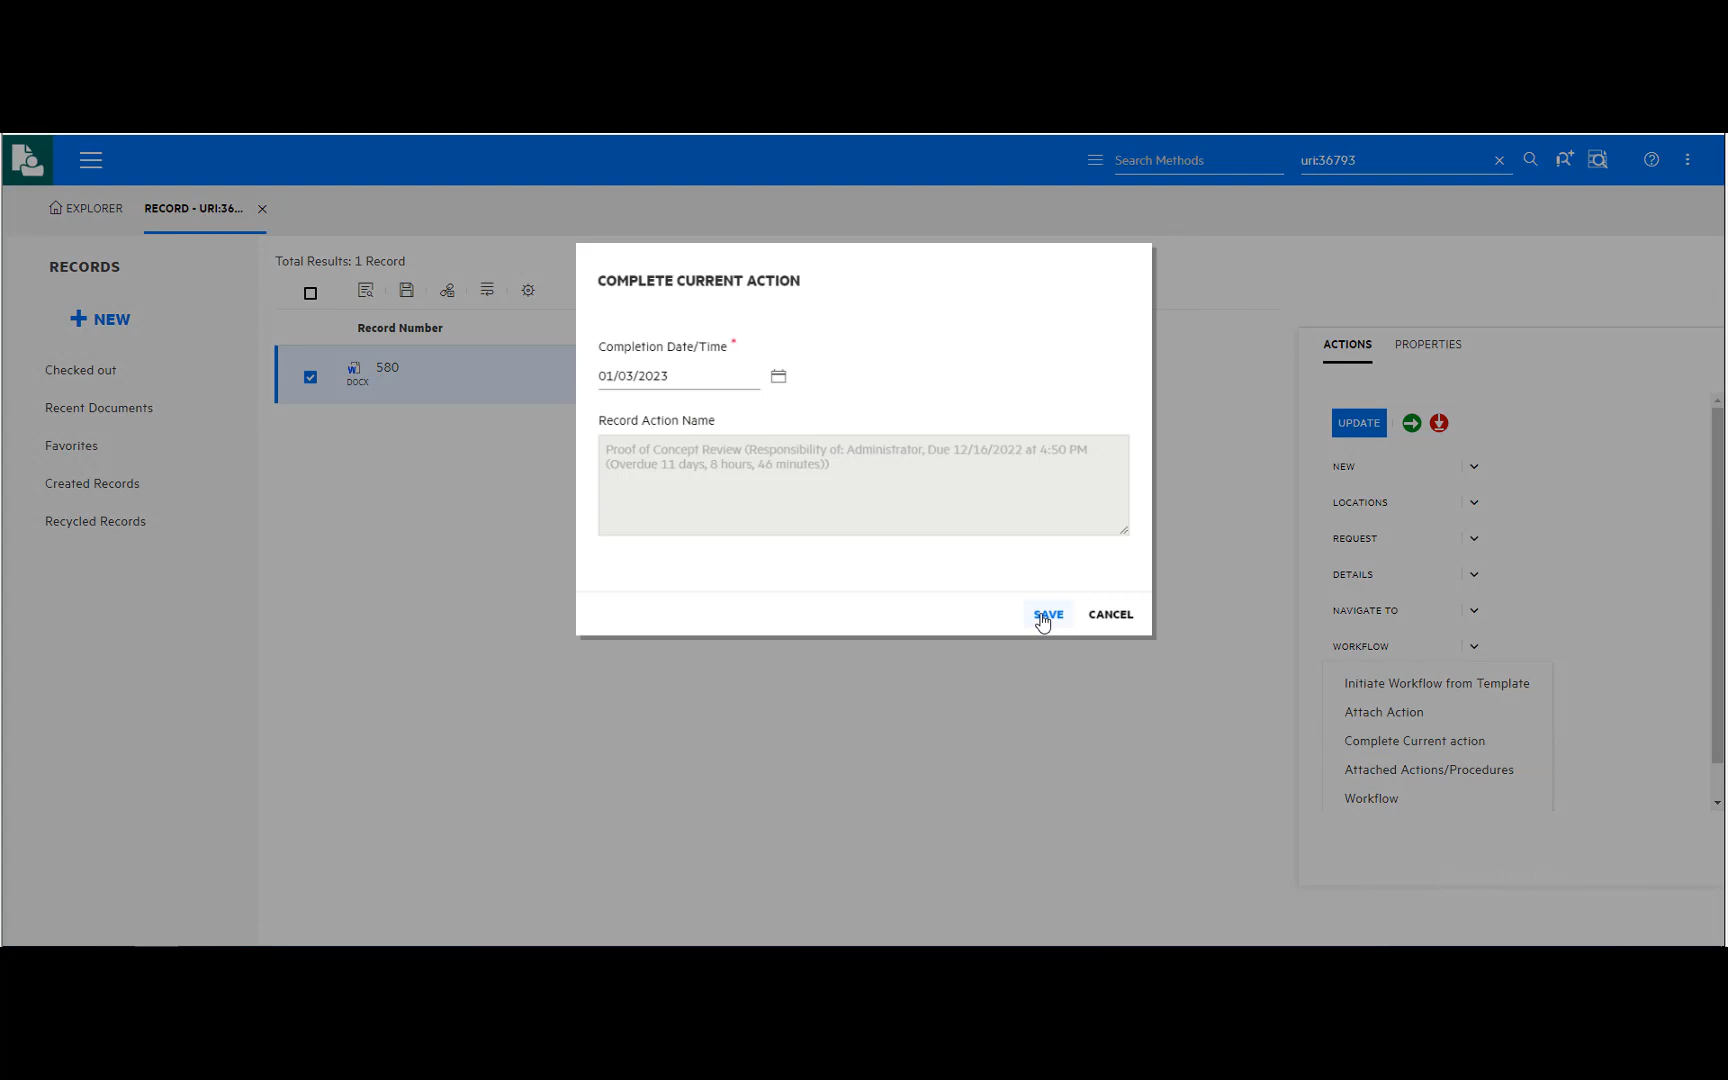 Search Methods
uri:36793
EXPLORER
RECORD - URI:36...
RECORDS
NEW
Checked out
Recent Documents
Favorites
Created Records
Recycled Records
Total Results: 1 Record
Record Number
580
DOCX
COMPLETE CURRENT ACTION
Completion Date/Time *
01/03/2023
Record Action Name
Proof of Concept Review (Responsibility of: Administrator, Due 12/16/2022 at 4:50 PM
(Overdue 11 days, 8 hours, 46 minutes))
SAVE
CANCEL
ACTIONS
PROPERTIES
UPDATE
NEW
LOCATIONS
REQUEST
DETAILS
NAVIGATE TO
WORKFLOW
Initiate Workflow from Template
Attach Action
Complete Current action
Attached Actions/Procedures
Workflow